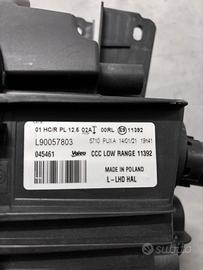 01 HC/R PL 12.6 02A 00RL E9 11392
L90057803 5710 PUXA 14/01/21 19h41
045461 Valeo CCC LOW RANGE 11392
MADE IN POLAND
L - LHD HAL
subito